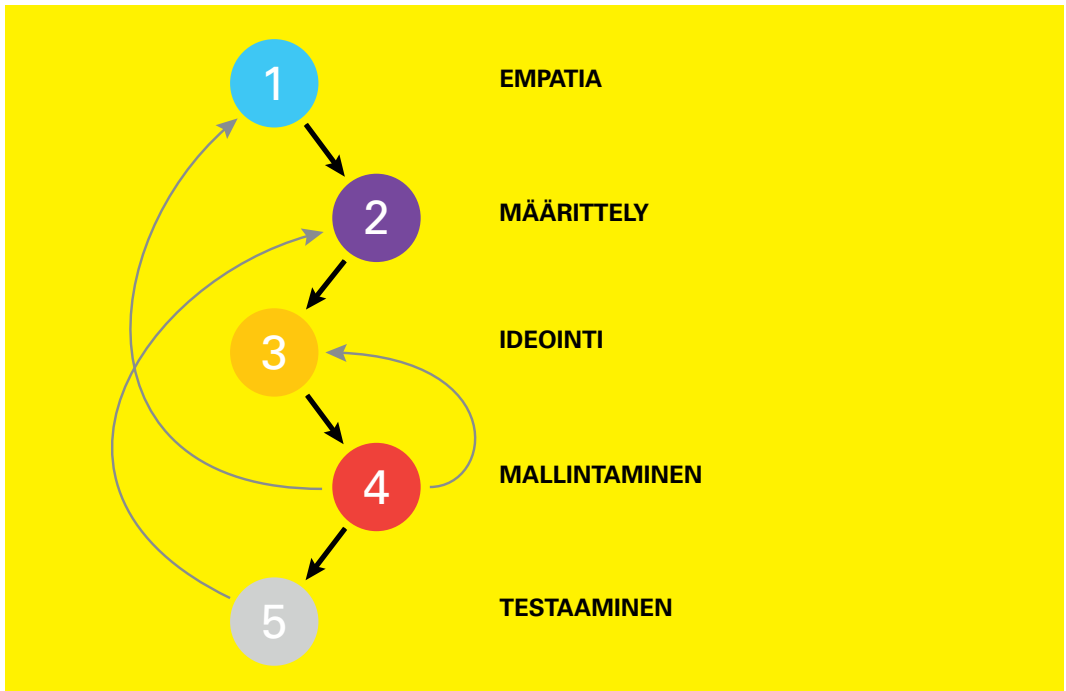 1 EMPATIA
2 MÄÄRITTELY
3 IDEOINTI
4 MALLINTAMINEN
5 TESTAAMINEN